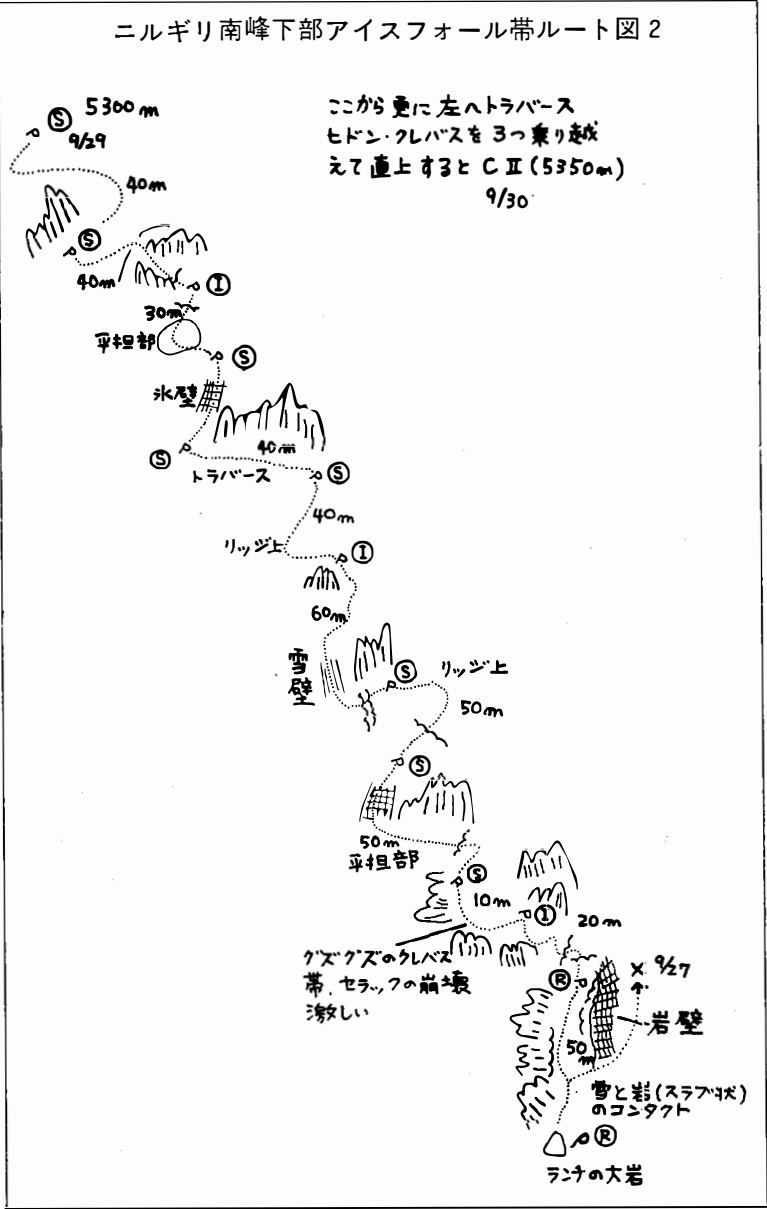 ニルギリ南峰下部アイスフォール帯ルート図2
Ⓢ 5300m
9/29
ここから更に左へトラバース
ヒドン・クレバスを3つ乗り越
えて直上するとCⅡ(5350m)
9/30
40m
Ⓢ
40m
Ⓘ
30m
平担部
Ⓢ
氷壁
40m
Ⓢ
トラバース
Ⓢ
40m
リッジ上
Ⓘ
60m
雪壁
Ⓢ
リッジ上
50m
Ⓢ
50m
平担部
Ⓢ
10m
Ⓘ
20m
グズグズのクレバス
帯、セラックの崩壊
激しい
× 9/27
Ⓡ
岩壁
50m
雪と岩(スラブ状)
のコンタクト
Ⓡ
ランチの大岩